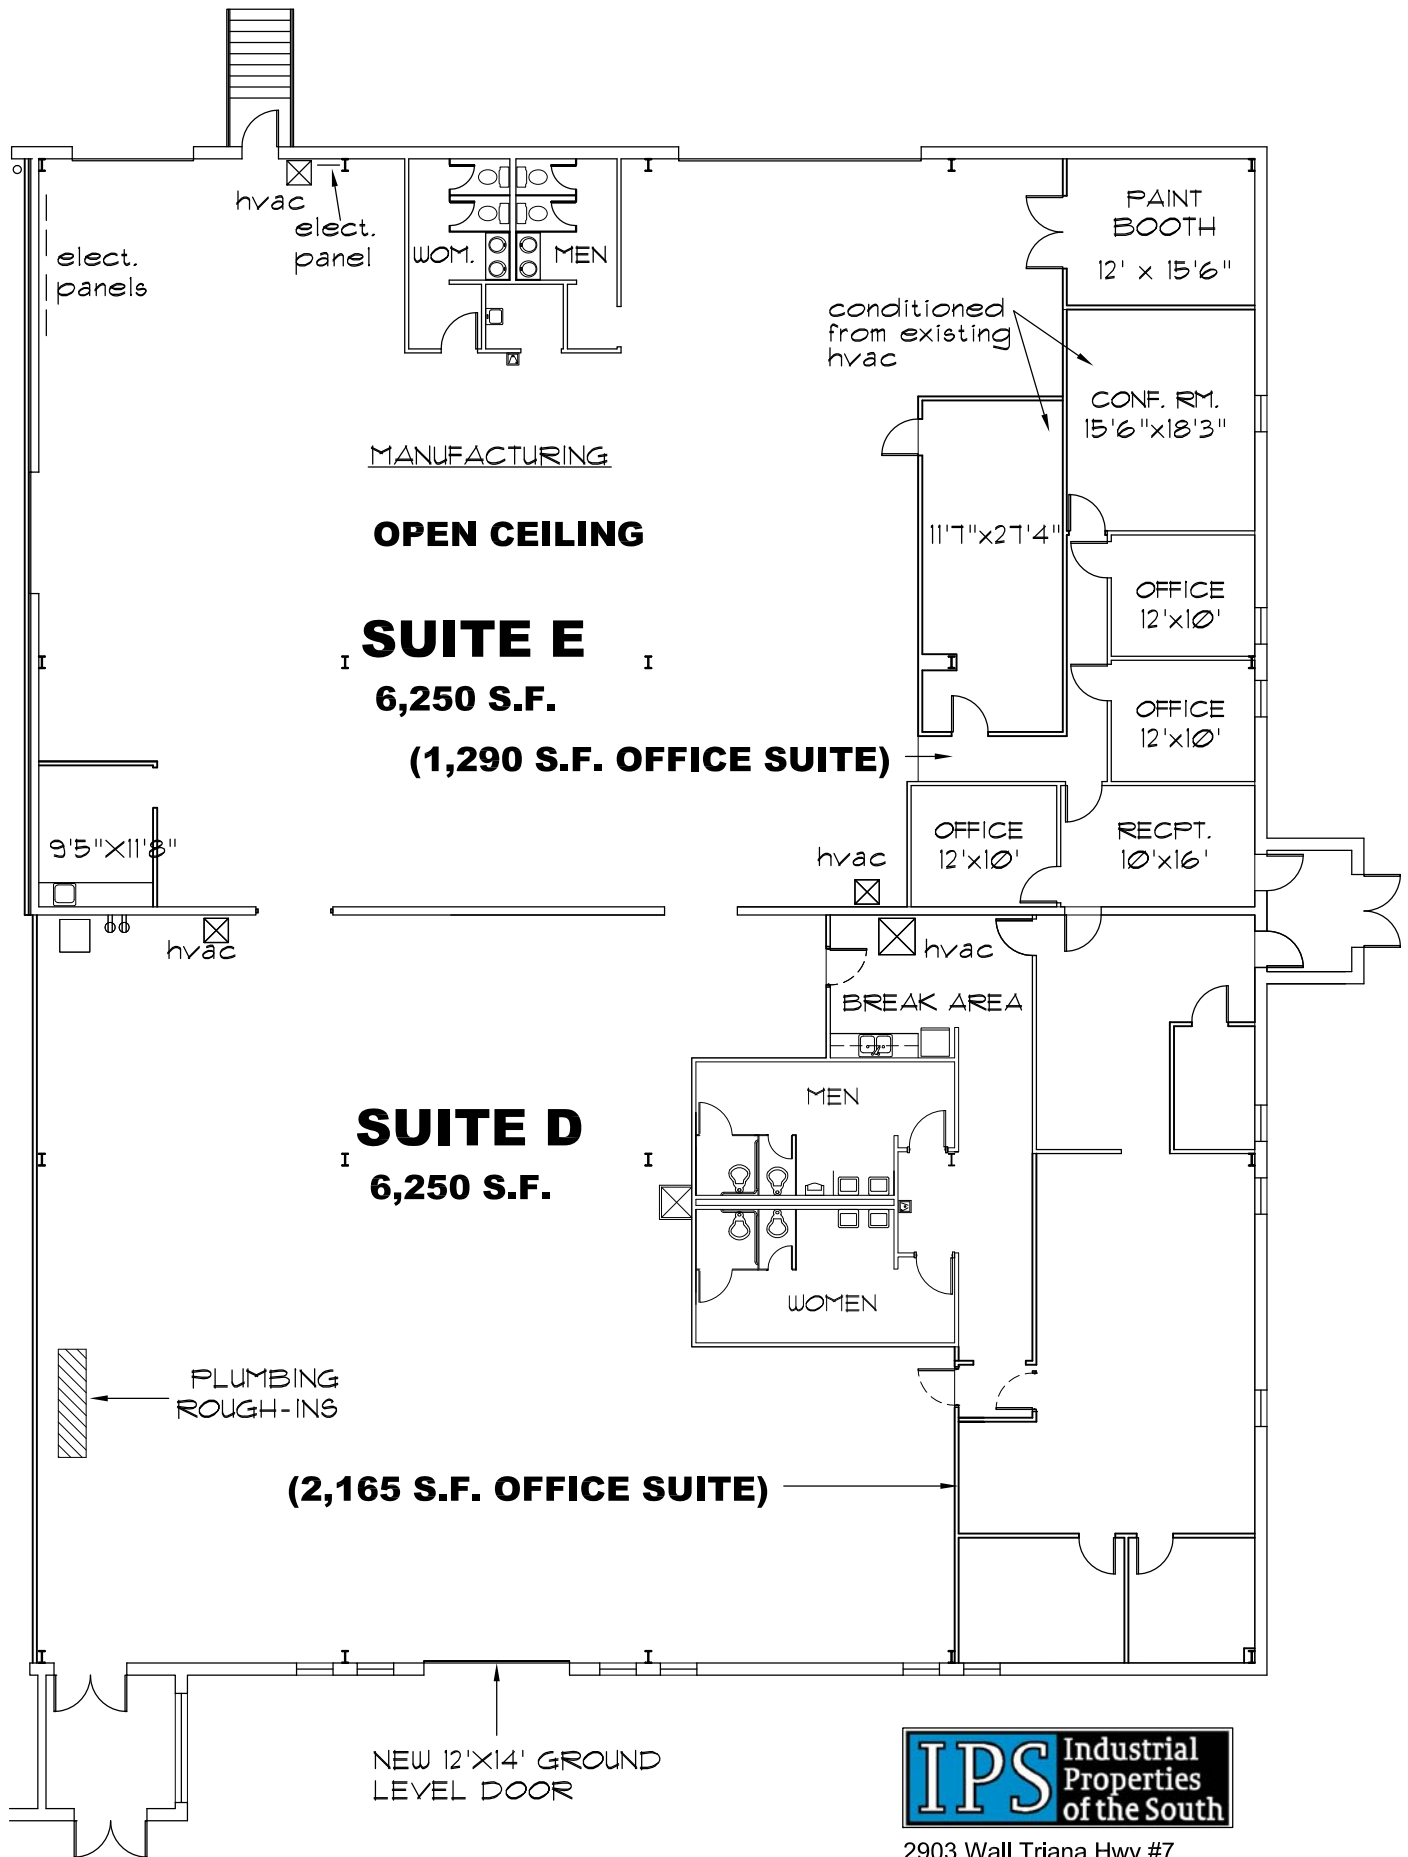 hvac
elect.
panel
elect.
panels
WOM.
MEN
PAINT
BOOTH
12' x 15'6"
conditioned
from existing
hvac
CONF. RM.
15'6"x18'3"
MANUFACTURING
OPEN CEILING
11'7"x27'4"
OFFICE
12'x10'
SUITE E
6,250 S.F.
OFFICE
12'x10'
(1,290 S.F. OFFICE SUITE)
9'5"X11'8"
hvac
OFFICE
12'x10'
RECPT.
10'x16'
hvac
hvac
BREAK AREA
MEN
SUITE D
6,250 S.F.
WOMEN
PLUMBING
ROUGH-INS
(2,165 S.F. OFFICE SUITE)
NEW 12'X14' GROUND
LEVEL DOOR
IPS
Industrial
Properties
of the South
2903 Wall Triana Hwy #7